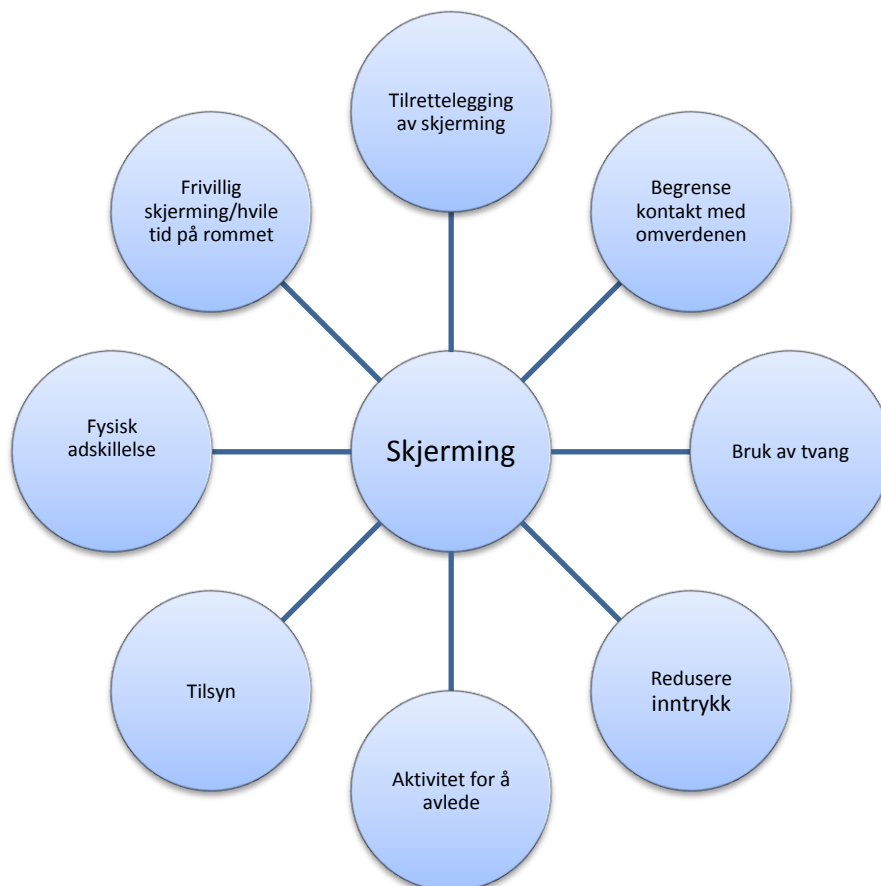 Tilrettelegging
av skjerming
Frivillig
skjerming/hvile
tid på rommet
Begrense
kontakt med
omverdenen
Fysisk
adskillelse
Skjerming
Bruk av tvang
Tilsyn
Redusere
inntrykk
Aktivitet for å
avlede